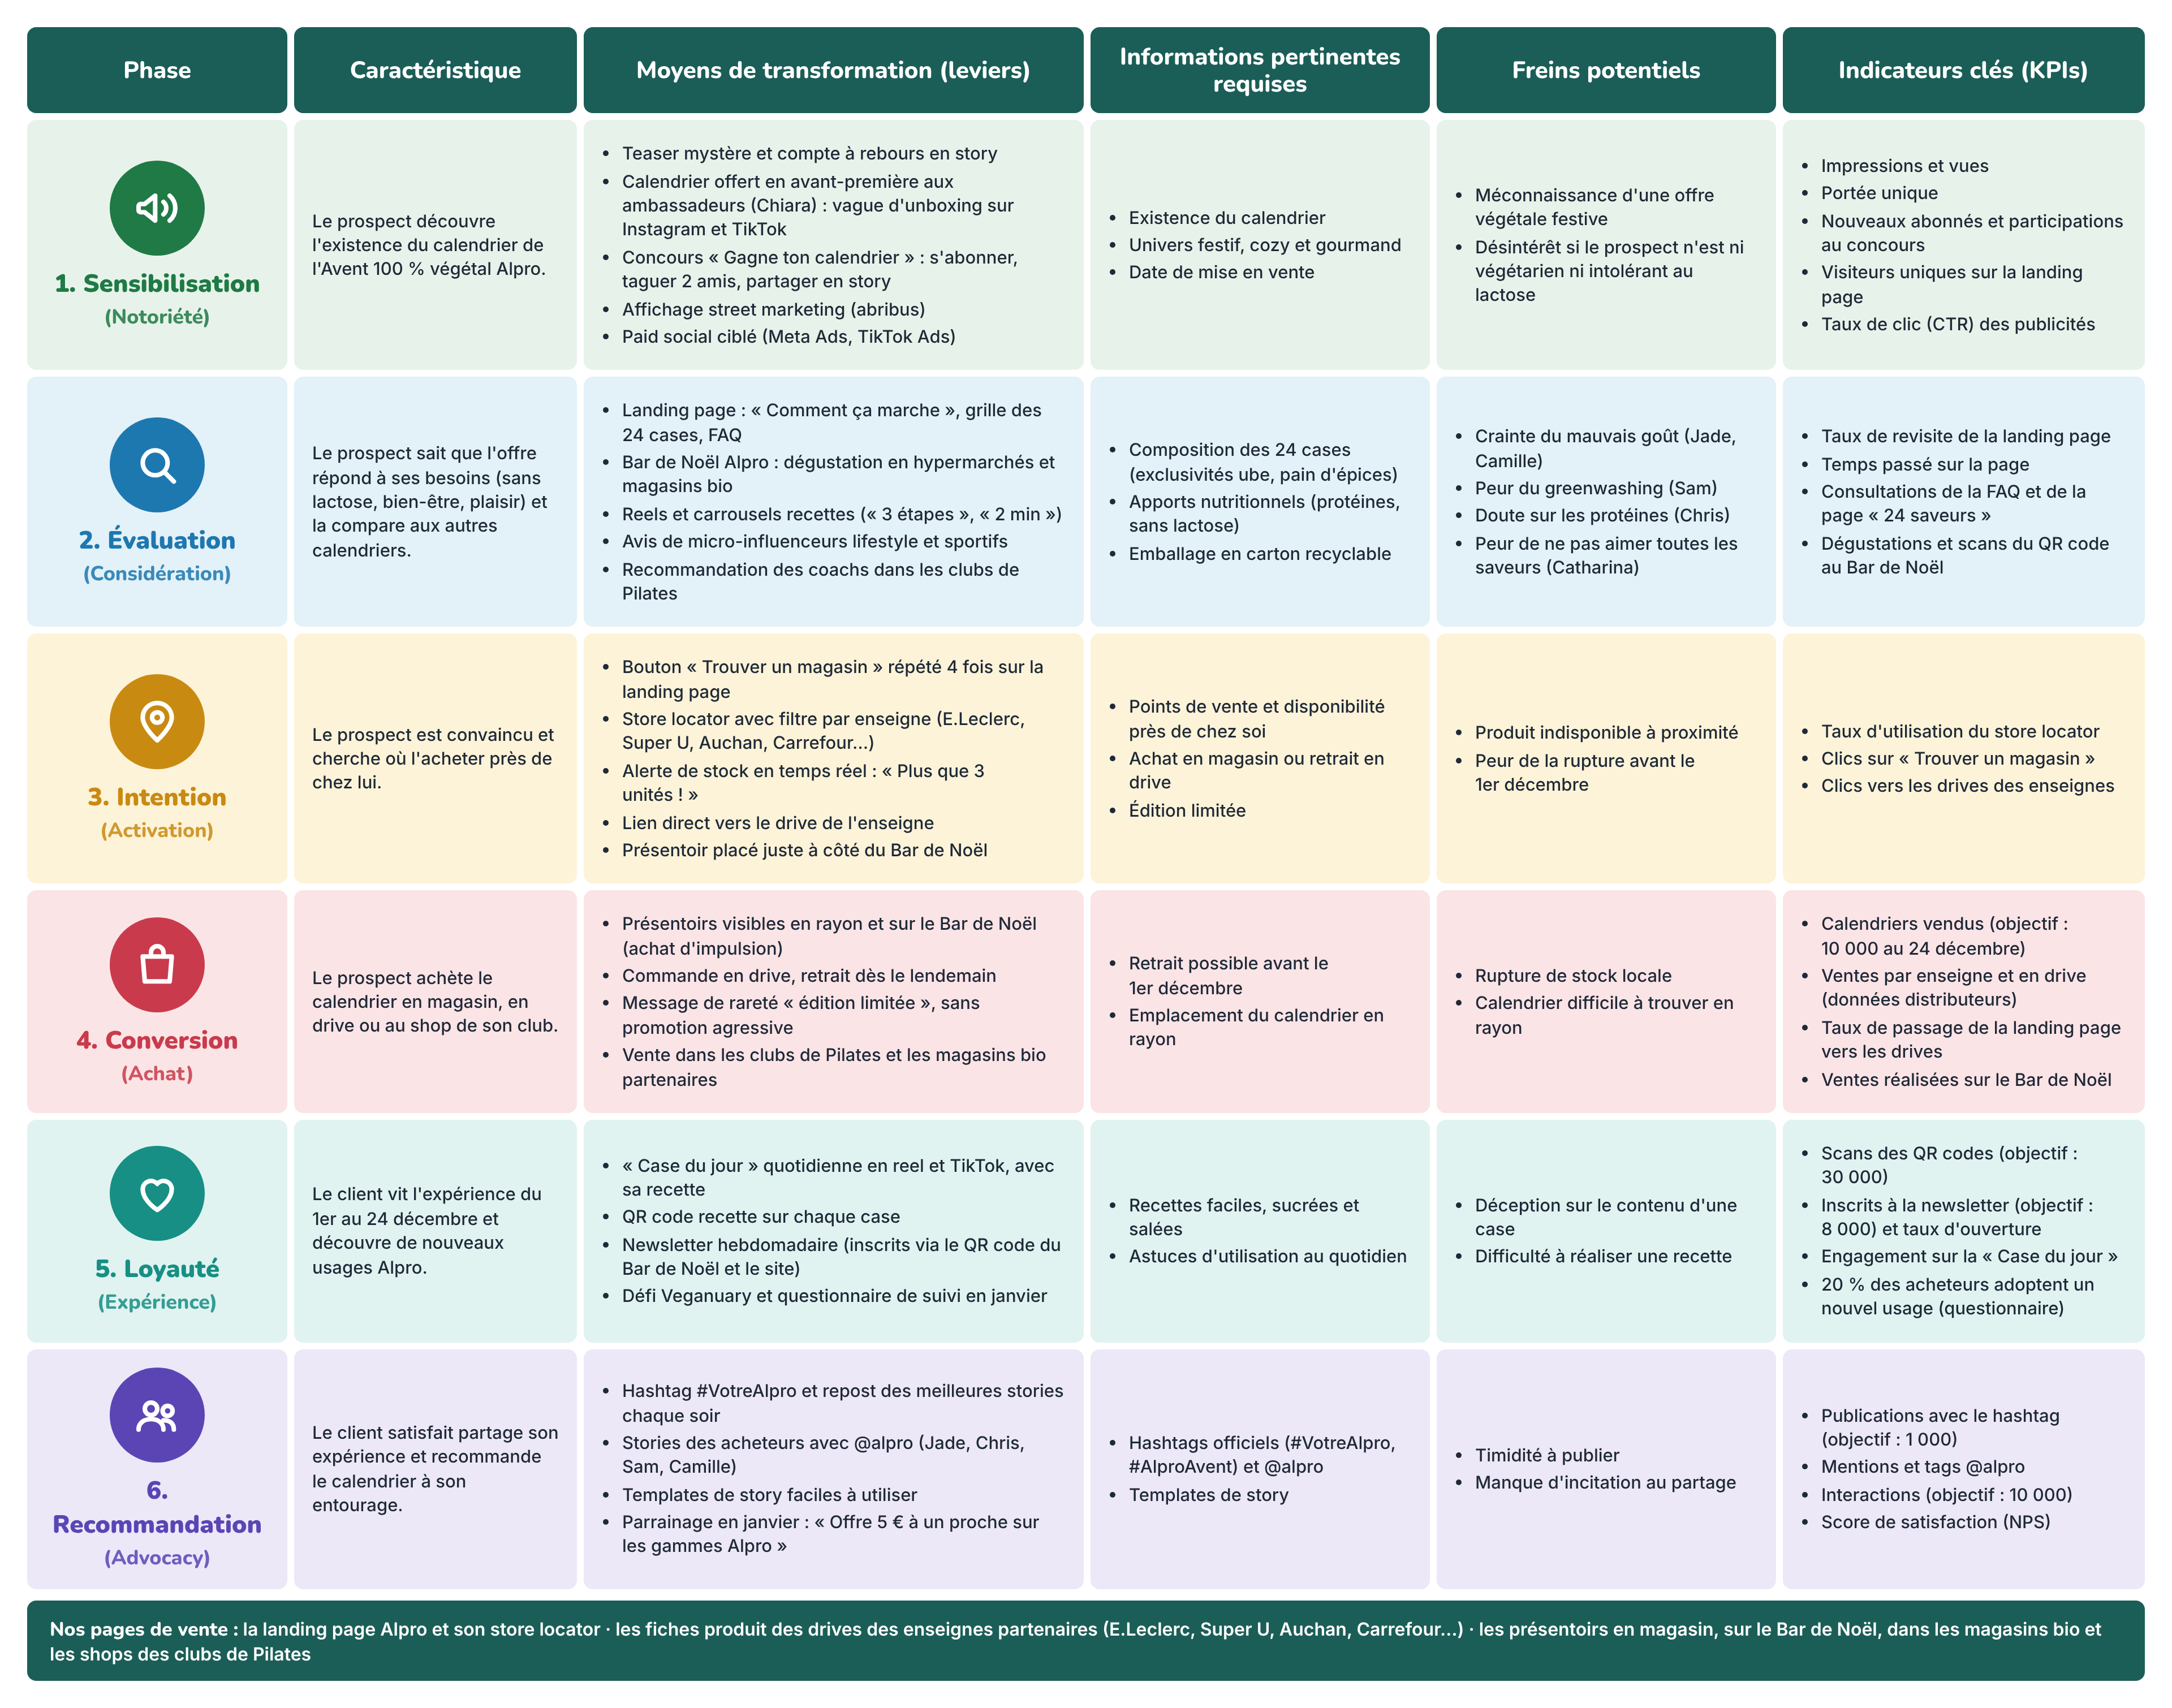 Phase
Caractéristique
Moyens de transformation (leviers)
Informations pertinentes
requises
Freins potentiels
Indicateurs clés (KPIs)
1. Sensibilisation
(Notoriété)
Le prospect découvre
l'existence du calendrier de
l'Avent 100 % végétal Alpro.
• Teaser mystère et compte à rebours en story
• Calendrier offert en avant-première aux
ambassadeurs (Chiara) : vague d'unboxing sur
Instagram et TikTok
• Concours « Gagne ton calendrier » : s'abonner,
taguer 2 amis, partager en story
• Affichage street marketing (abribus)
• Paid social ciblé (Meta Ads, TikTok Ads)
• Existence du calendrier
• Univers festif, cozy et gourmand
• Date de mise en vente
• Méconnaissance d'une offre
végétale festive
• Désintérêt si le prospect n'est ni
végétarien ni intolérant au
lactose
• Impressions et vues
• Portée unique
• Nouveaux abonnés et participations
au concours
• Visiteurs uniques sur la landing
page
• Taux de clic (CTR) des publicités
2. Évaluation
(Considération)
Le prospect sait que l'offre
répond à ses besoins (sans
lactose, bien-être, plaisir) et
la compare aux autres
calendriers.
• Landing page : « Comment ça marche », grille des
24 cases, FAQ
• Bar de Noël Alpro : dégustation en hypermarchés et
magasins bio
• Reels et carrousels recettes (« 3 étapes », « 2 min »)
• Avis de micro-influenceurs lifestyle et sportifs
• Recommandation des coachs dans les clubs de
Pilates
• Composition des 24 cases
(exclusivités ube, pain d'épices)
• Apports nutritionnels (protéines,
sans lactose)
• Emballage en carton recyclable
• Crainte du mauvais goût (Jade,
Camille)
• Peur du greenwashing (Sam)
• Doute sur les protéines (Chris)
• Peur de ne pas aimer toutes les
saveurs (Catharina)
• Taux de revisite de la landing page
• Temps passé sur la page
• Consultations de la FAQ et de la
page « 24 saveurs »
• Dégustations et scans du QR code
au Bar de Noël
3. Intention
(Activation)
Le prospect est convaincu et
cherche où l'acheter près de
chez lui.
• Bouton « Trouver un magasin » répété 4 fois sur la
landing page
• Store locator avec filtre par enseigne (E.Leclerc,
Super U, Auchan, Carrefour...)
• Alerte de stock en temps réel : « Plus que 3
unités ! »
• Lien direct vers le drive de l'enseigne
• Présentoir placé juste à côté du Bar de Noël
• Points de vente et disponibilité
près de chez soi
• Achat en magasin ou retrait en
drive
• Édition limitée
• Produit indisponible à proximité
• Peur de la rupture avant le
1er décembre
• Taux d'utilisation du store locator
• Clics sur « Trouver un magasin »
• Clics vers les drives des enseignes
4. Conversion
(Achat)
Le prospect achète le
calendrier en magasin, en
drive ou au shop de son club.
• Présentoirs visibles en rayon et sur le Bar de Noël
(achat d'impulsion)
• Commande en drive, retrait dès le lendemain
• Message de rareté « édition limitée », sans
promotion agressive
• Vente dans les clubs de Pilates et les magasins bio
partenaires
• Retrait possible avant le
1er décembre
• Emplacement du calendrier en
rayon
• Rupture de stock locale
• Calendrier difficile à trouver en
rayon
• Calendriers vendus (objectif :
10 000 au 24 décembre)
• Ventes par enseigne et en drive
(données distributeurs)
• Taux de passage de la landing page
vers les drives
• Ventes réalisées sur le Bar de Noël
5. Loyauté
(Expérience)
Le client vit l'expérience du
1er au 24 décembre et
découvre de nouveaux
usages Alpro.
• « Case du jour » quotidienne en reel et TikTok, avec
sa recette
• QR code recette sur chaque case
• Newsletter hebdomadaire (inscrits via le QR code du
Bar de Noël et le site)
• Défi Veganuary et questionnaire de suivi en janvier
• Recettes faciles, sucrées et
salées
• Astuces d'utilisation au quotidien
• Déception sur le contenu d'une
case
• Difficulté à réaliser une recette
• Scans des QR codes (objectif :
30 000)
• Inscrits à la newsletter (objectif :
8 000) et taux d'ouverture
• Engagement sur la « Case du jour »
• 20 % des acheteurs adoptent un
nouvel usage (questionnaire)
6.
Recommandation
(Advocacy)
Le client satisfait partage son
expérience et recommande
le calendrier à son
entourage.
• Hashtag #VotreAlpro et repost des meilleures stories
chaque soir
• Stories des acheteurs avec @alpro (Jade, Chris,
Sam, Camille)
• Templates de story faciles à utiliser
• Parrainage en janvier : « Offre 5 € à un proche sur
les gammes Alpro »
• Hashtags officiels (#VotreAlpro,
#AlproAvent) et @alpro
• Templates de story
• Timidité à publier
• Manque d'incitation au partage
• Publications avec le hashtag
(objectif : 1 000)
• Mentions et tags @alpro
• Interactions (objectif : 10 000)
• Score de satisfaction (NPS)
Nos pages de vente : la landing page Alpro et son store locator · les fiches produit des drives des enseignes partenaires (E.Leclerc, Super U, Auchan, Carrefour...) · les présentoirs en magasin, sur le Bar de Noël, dans les magasins bio et
les shops des clubs de Pilates